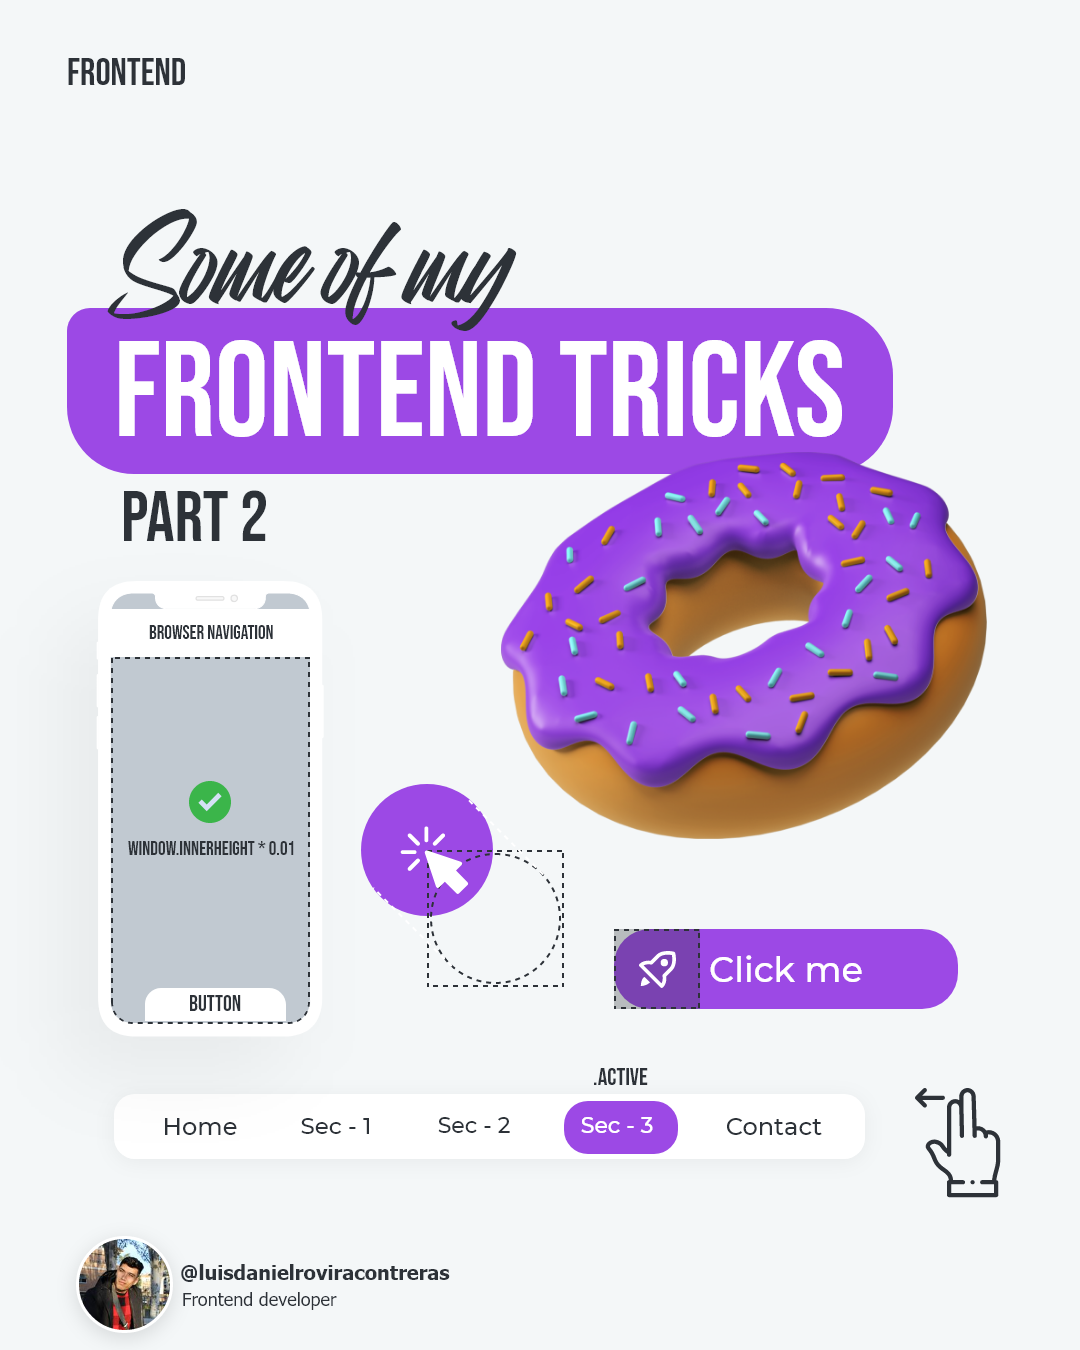 FRONTEND
Some of my
FRONTEND TRICKS
PART 2
BROWSER NAVIGATION
WINDOW.INNERHEIGHT * 0.01
BUTTON
Click me
.ACTIVE
Home Sec - 1 Sec - 2 Sec - 3 Contact
@luisdanielroviracontreras
Frontend developer